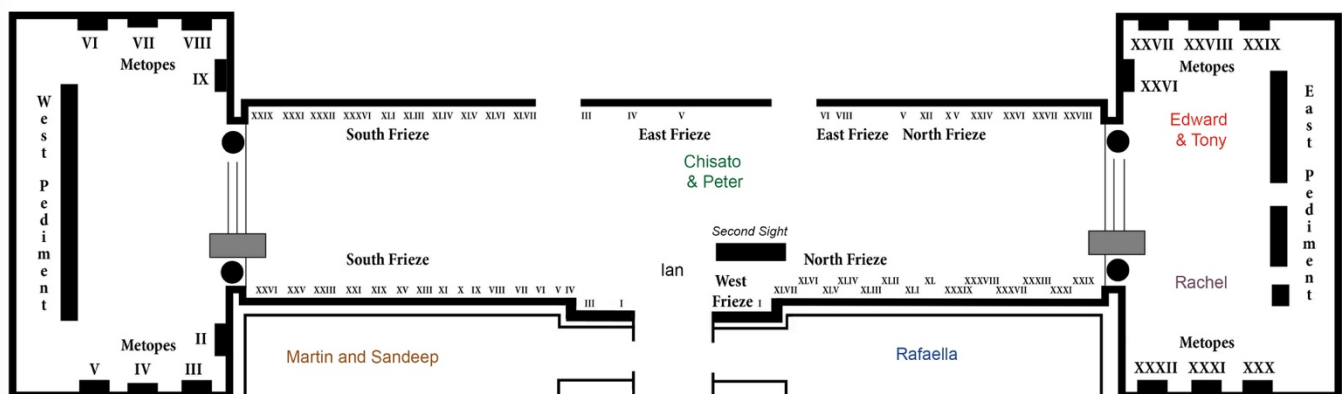 VI VII VIII
Metopes
IX
West Pediment
II
Metopes
V IV III
XXIX XXXI XXXII XXXVI XLI XLIII XLIV XLV XLVI XLVII
South Frieze
III IV V
East Frieze
VI VIII V XII XV XXIV XXVI XXVII XXVIII
East Frieze North Frieze
Chisato
& Peter
Second Sight
Ian
South Frieze
XXVI XXV XXIII XXI XIX XV XIII XI X IX VIII VII VI V IV
III I
West
Frieze I
North Frieze
XLVII XLVI XLV XLIV XLIII XLII XLI XL XXXIX XXXVIII XXXVII XXXIII XXXI XXIX
Martin and Sandeep
Rafaella
XXVII XXVIII XXIX
Metopes
XXVI
Edward
& Tony
East Pediment
Rachel
Metopes
XXXII XXXI XXX